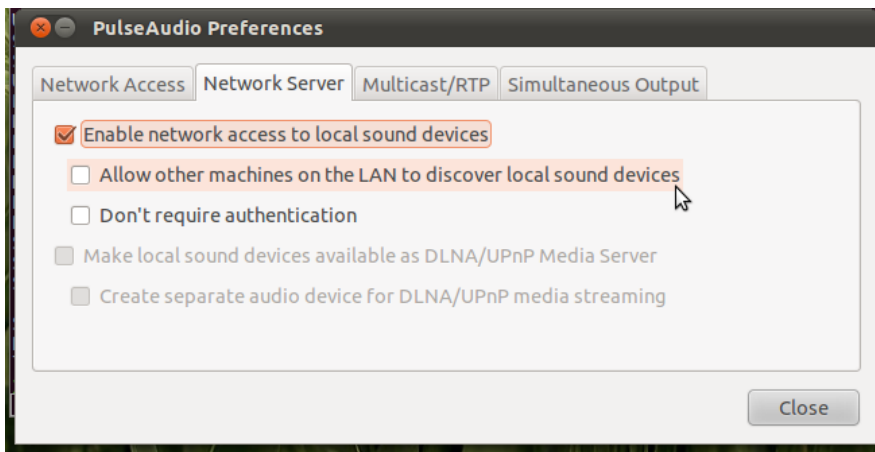 PulseAudio Preferences
Network Access Network Server Multicast/RTP Simultaneous Output
Enable network access to local sound devices
Allow other machines on the LAN to discover local sound devices
Don't require authentication
Make local sound devices available as DLNA/UPnP Media Server
Create separate audio device for DLNA/UPnP media streaming
Close